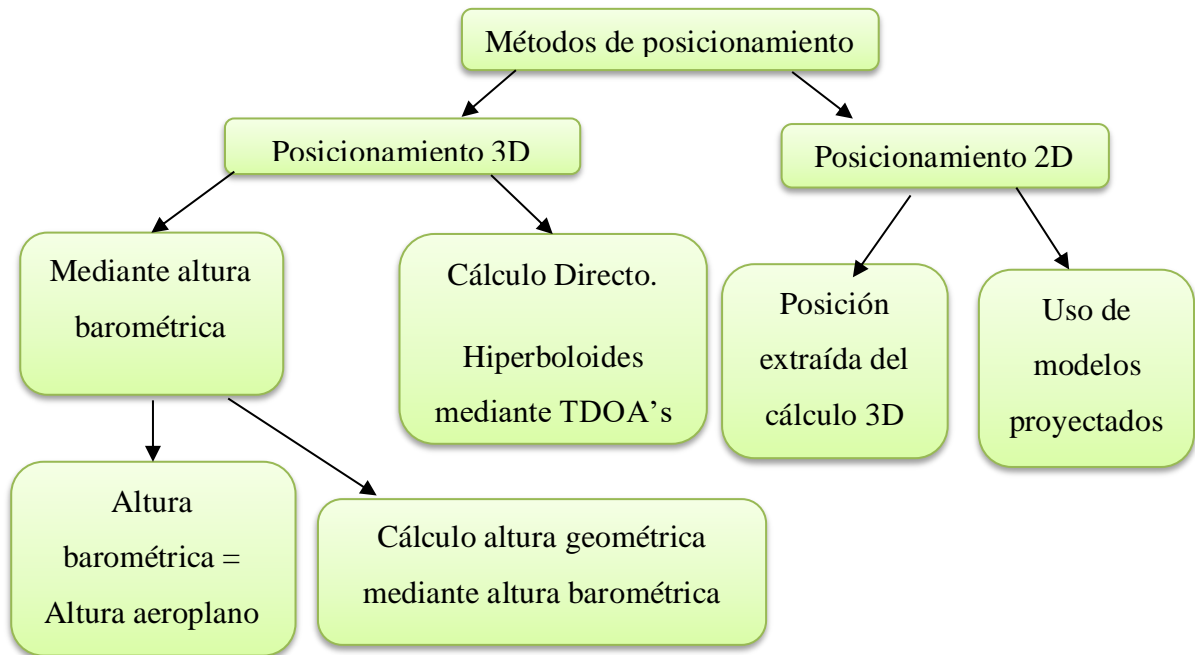 Métodos de posicionamiento
Posicionamiento 3D
Posicionamiento 2D
Mediante altura
barométrica
Cálculo Directo.
Hiperboloides
mediante TDOA’s
Posición
extraída del
cálculo 3D
Uso de
modelos
proyectados
Altura
barométrica =
Altura aeroplano
Cálculo altura geométrica
mediante altura barométrica